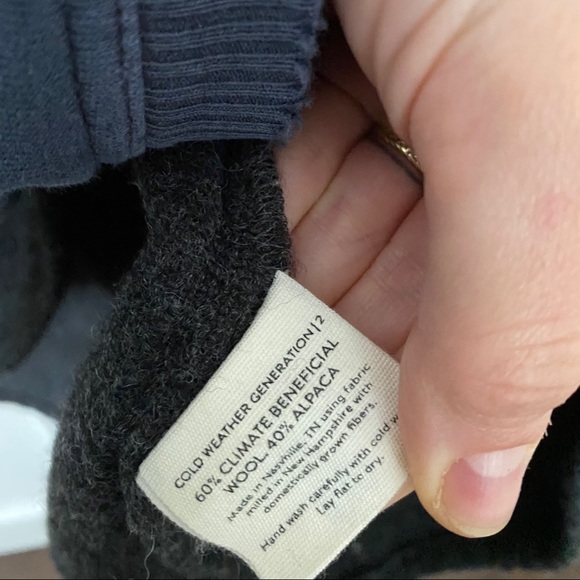 COLD WEATHER GENERATION | 2
60% CLIMATE BENEFICIAL
WOOL 40% ALPACA
Made in Nashville, TN using fabric
milled in New Hampshire with
domestically grown fibers.
Hand wash carefully with cold w
Lay flat to dry.